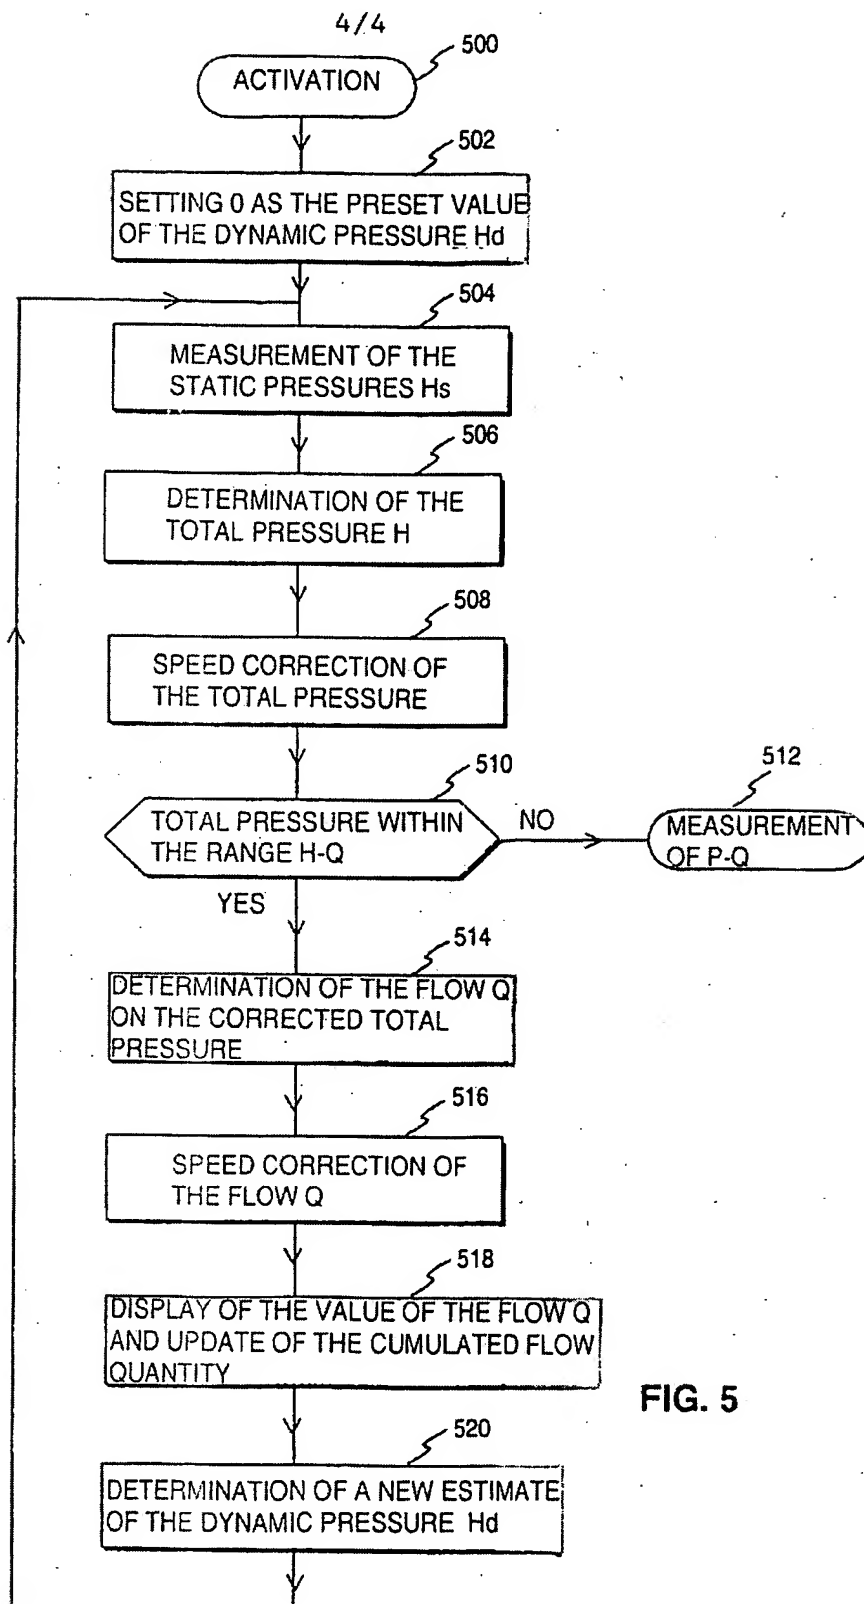 4/4
500
ACTIVATION
502
SETTING 0 AS THE PRESET VALUE
OF THE DYNAMIC PRESSURE Hd
504
MEASUREMENT OF THE
STATIC PRESSURES Hs
506
DETERMINATION OF THE
TOTAL PRESSURE H
508
SPEED CORRECTION OF
THE TOTAL PRESSURE
510
TOTAL PRESSURE WITHIN
THE RANGE H-Q
NO
512
MEASUREMENT
OF P-Q
YES
514
DETERMINATION OF THE FLOW Q
ON THE CORRECTED TOTAL
PRESSURE
516
SPEED CORRECTION OF
THE FLOW Q
518
DISPLAY OF THE VALUE OF THE FLOW Q
AND UPDATE OF THE CUMULATED FLOW
QUANTITY
FIG. 5
520
DETERMINATION OF A NEW ESTIMATE
OF THE DYNAMIC PRESSURE Hd